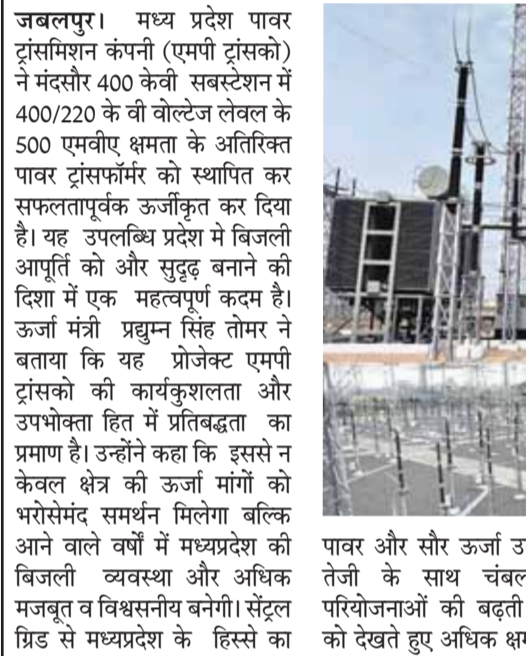 जबलपुर। मध्य प्रदेश पावर
ट्रांसमिशन कंपनी (एमपी ट्रांसको)
ने मंदसौर 400 केवी सबस्टेशन में
400/220 के वी वोल्टेज लेवल के
500 एमवीए क्षमता के अतिरिक्त
पावर ट्रांसफॉर्मर को स्थापित कर
सफलतापूर्वक ऊर्जीकृत कर दिया
है। यह उपलब्धि प्रदेश मे बिजली
आपूर्ति को और सुदृढ़ बनाने की
दिशा में एक महत्वपूर्ण कदम है।
ऊर्जा मंत्री प्रद्युम्न सिंह तोमर ने
बताया कि यह प्रोजेक्ट एमपी
ट्रांसको की कार्यकुशलता और
उपभोक्ता हित में प्रतिबद्धता का
प्रमाण है। उन्होंने कहा कि इससे न
केवल क्षेत्र की ऊर्जा मांगों को
भरोसेमंद समर्थन मिलेगा बल्कि
आने वाले वर्षों में मध्यप्रदेश की
बिजली व्यवस्था और अधिक
मजबूत व विश्वसनीय बनेगी। सेंट्रल
ग्रिड से मध्यप्रदेश के हिस्से का
पावर और सौर ऊर्जा
तेजी के साथ
परियोजनाओं की बढ़ती
को देखते हुए अधिक